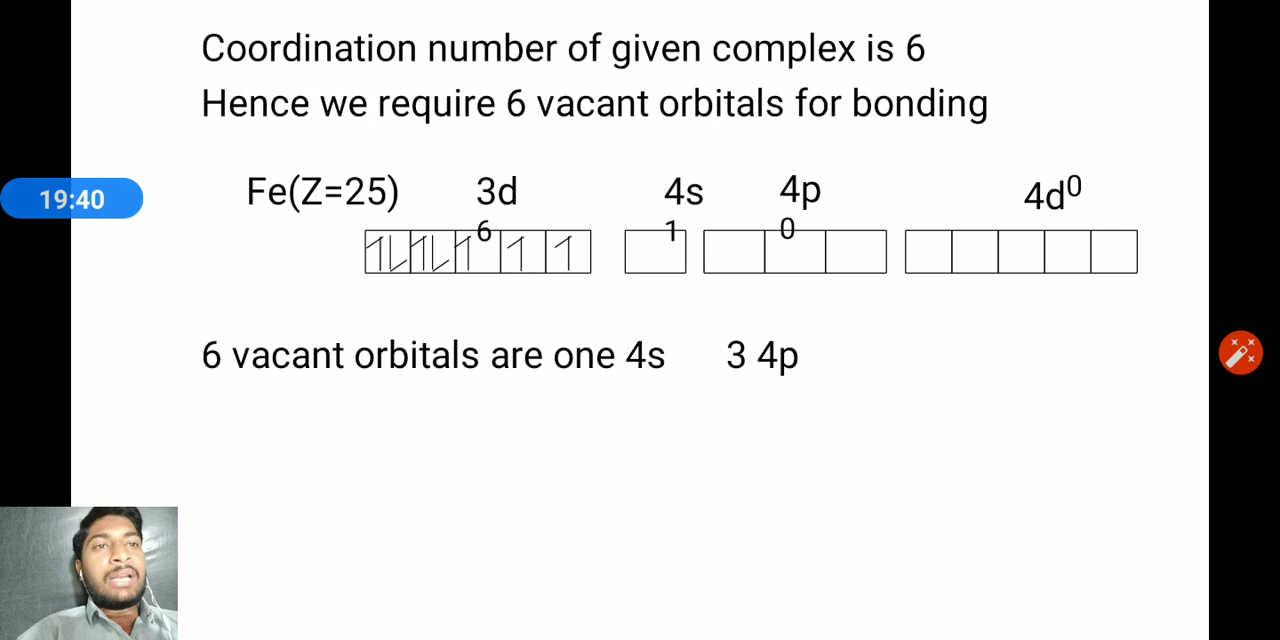 Coordination number of given complex is 6
Hence we require 6 vacant orbitals for bonding
19:40
Fe(Z=25) 3d 4s 4p 4d⁰
6 1 0
6 vacant orbitals are one 4s 3 4p